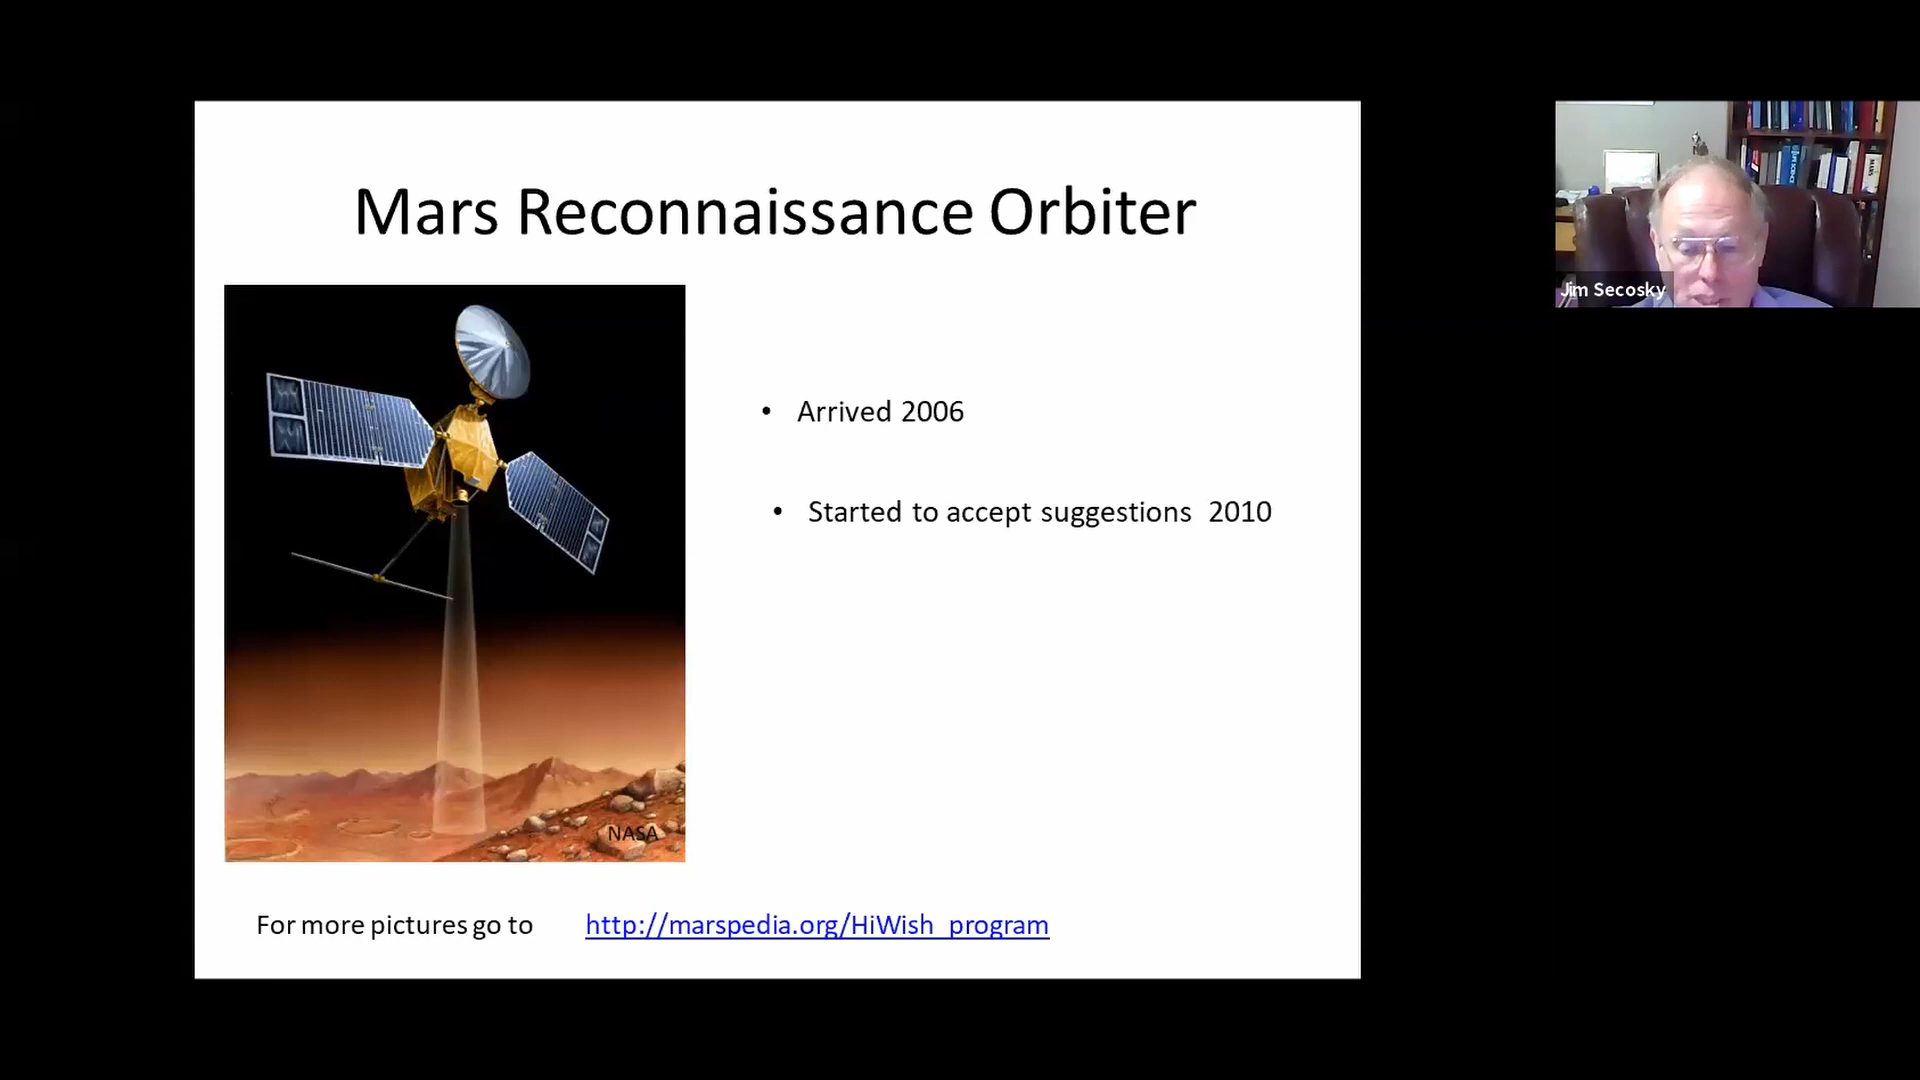 Mars Reconnaissance Orbiter
• Arrived 2006
• Started to accept suggestions 2010
NASA
For more pictures go to http://marspedia.org/HiWish_program
Jim Secosky